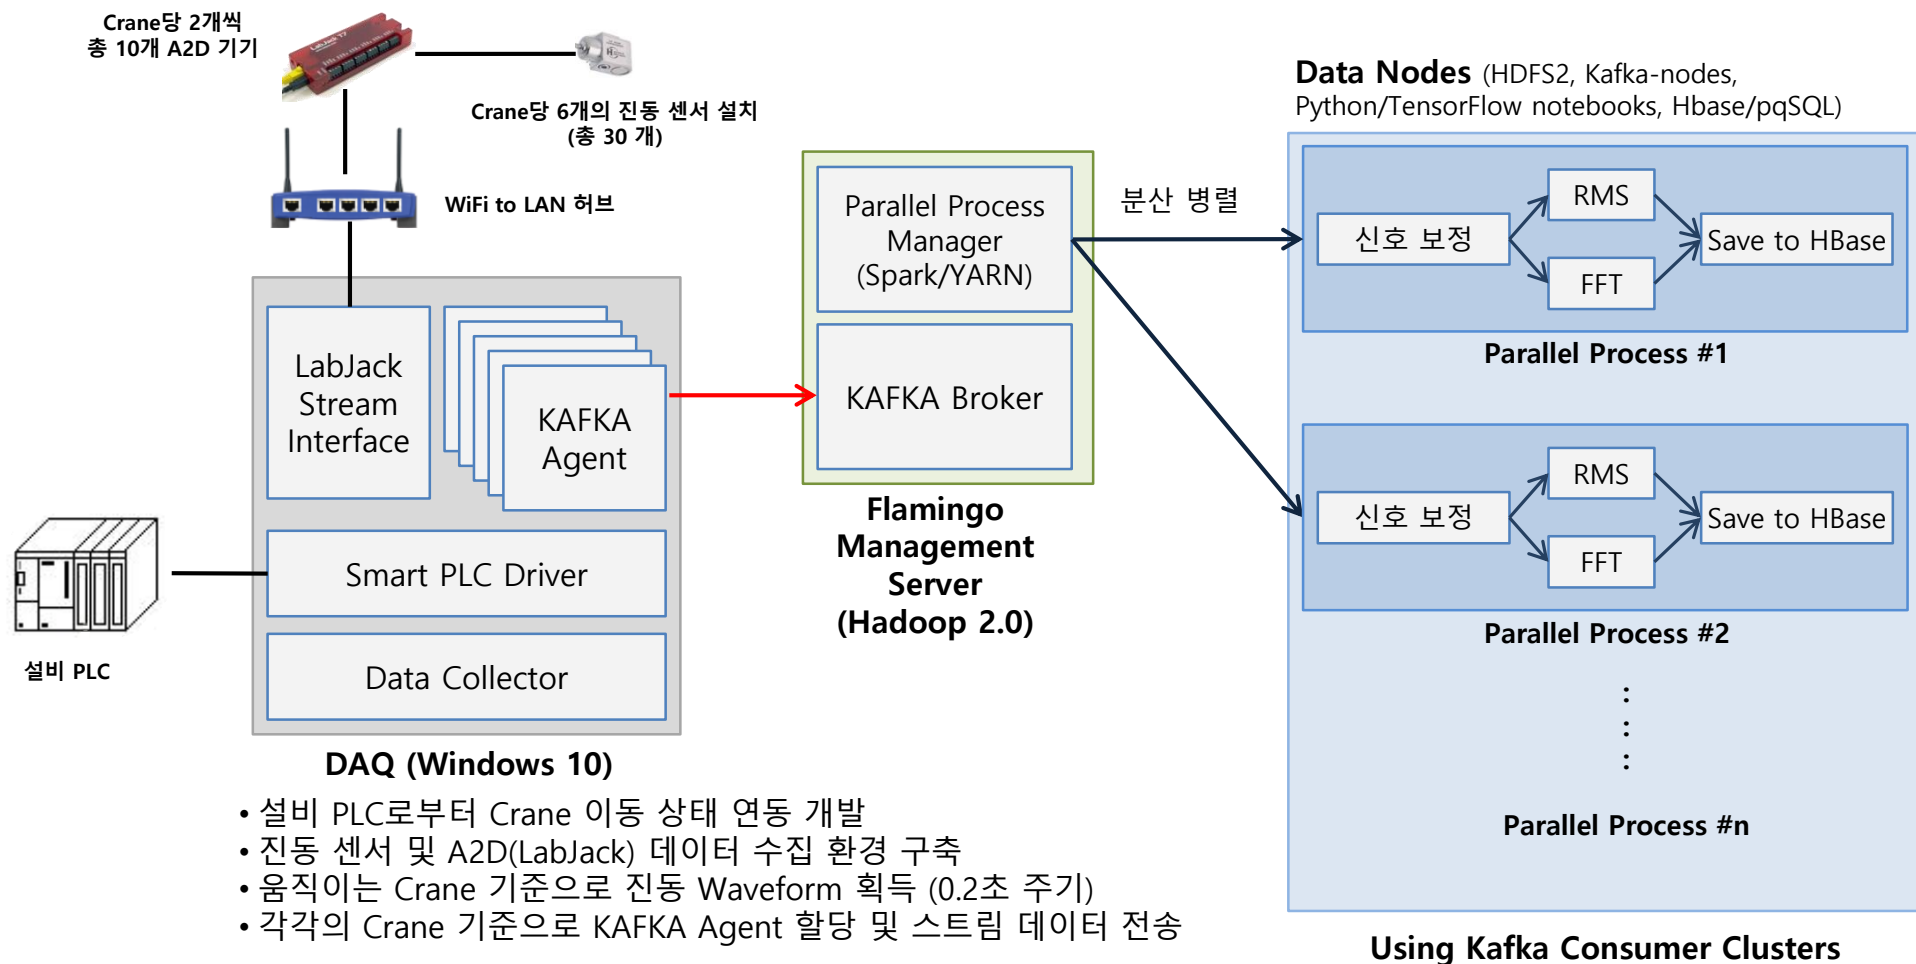 Crane당 2개씩
총 10개 A2D 기기
LabJack T7
Crane당 6개의 진동 센서 설치
(총 30 개)
WiFi to LAN 허브
LabJack
Stream
Interface
KAFKA
Agent
Smart PLC Driver
Data Collector
설비 PLC
DAQ (Windows 10)
• 설비 PLC로부터 Crane 이동 상태 연동 개발
• 진동 센서 및 A2D(LabJack) 데이터 수집 환경 구축
• 움직이는 Crane 기준으로 진동 Waveform 획득 (0.2초 주기)
• 각각의 Crane 기준으로 KAFKA Agent 할당 및 스트림 데이터 전송
Parallel Process
Manager
(Spark/YARN)
KAFKA Broker
Flamingo
Management
Server
(Hadoop 2.0)
분산 병렬
Data Nodes (HDFS2, Kafka-nodes,
Python/TensorFlow notebooks, Hbase/pqSQL)
신호 보정
RMS
FFT
Save to HBase
Parallel Process #1
신호 보정
RMS
FFT
Save to HBase
Parallel Process #2
Parallel Process #n
Using Kafka Consumer Clusters